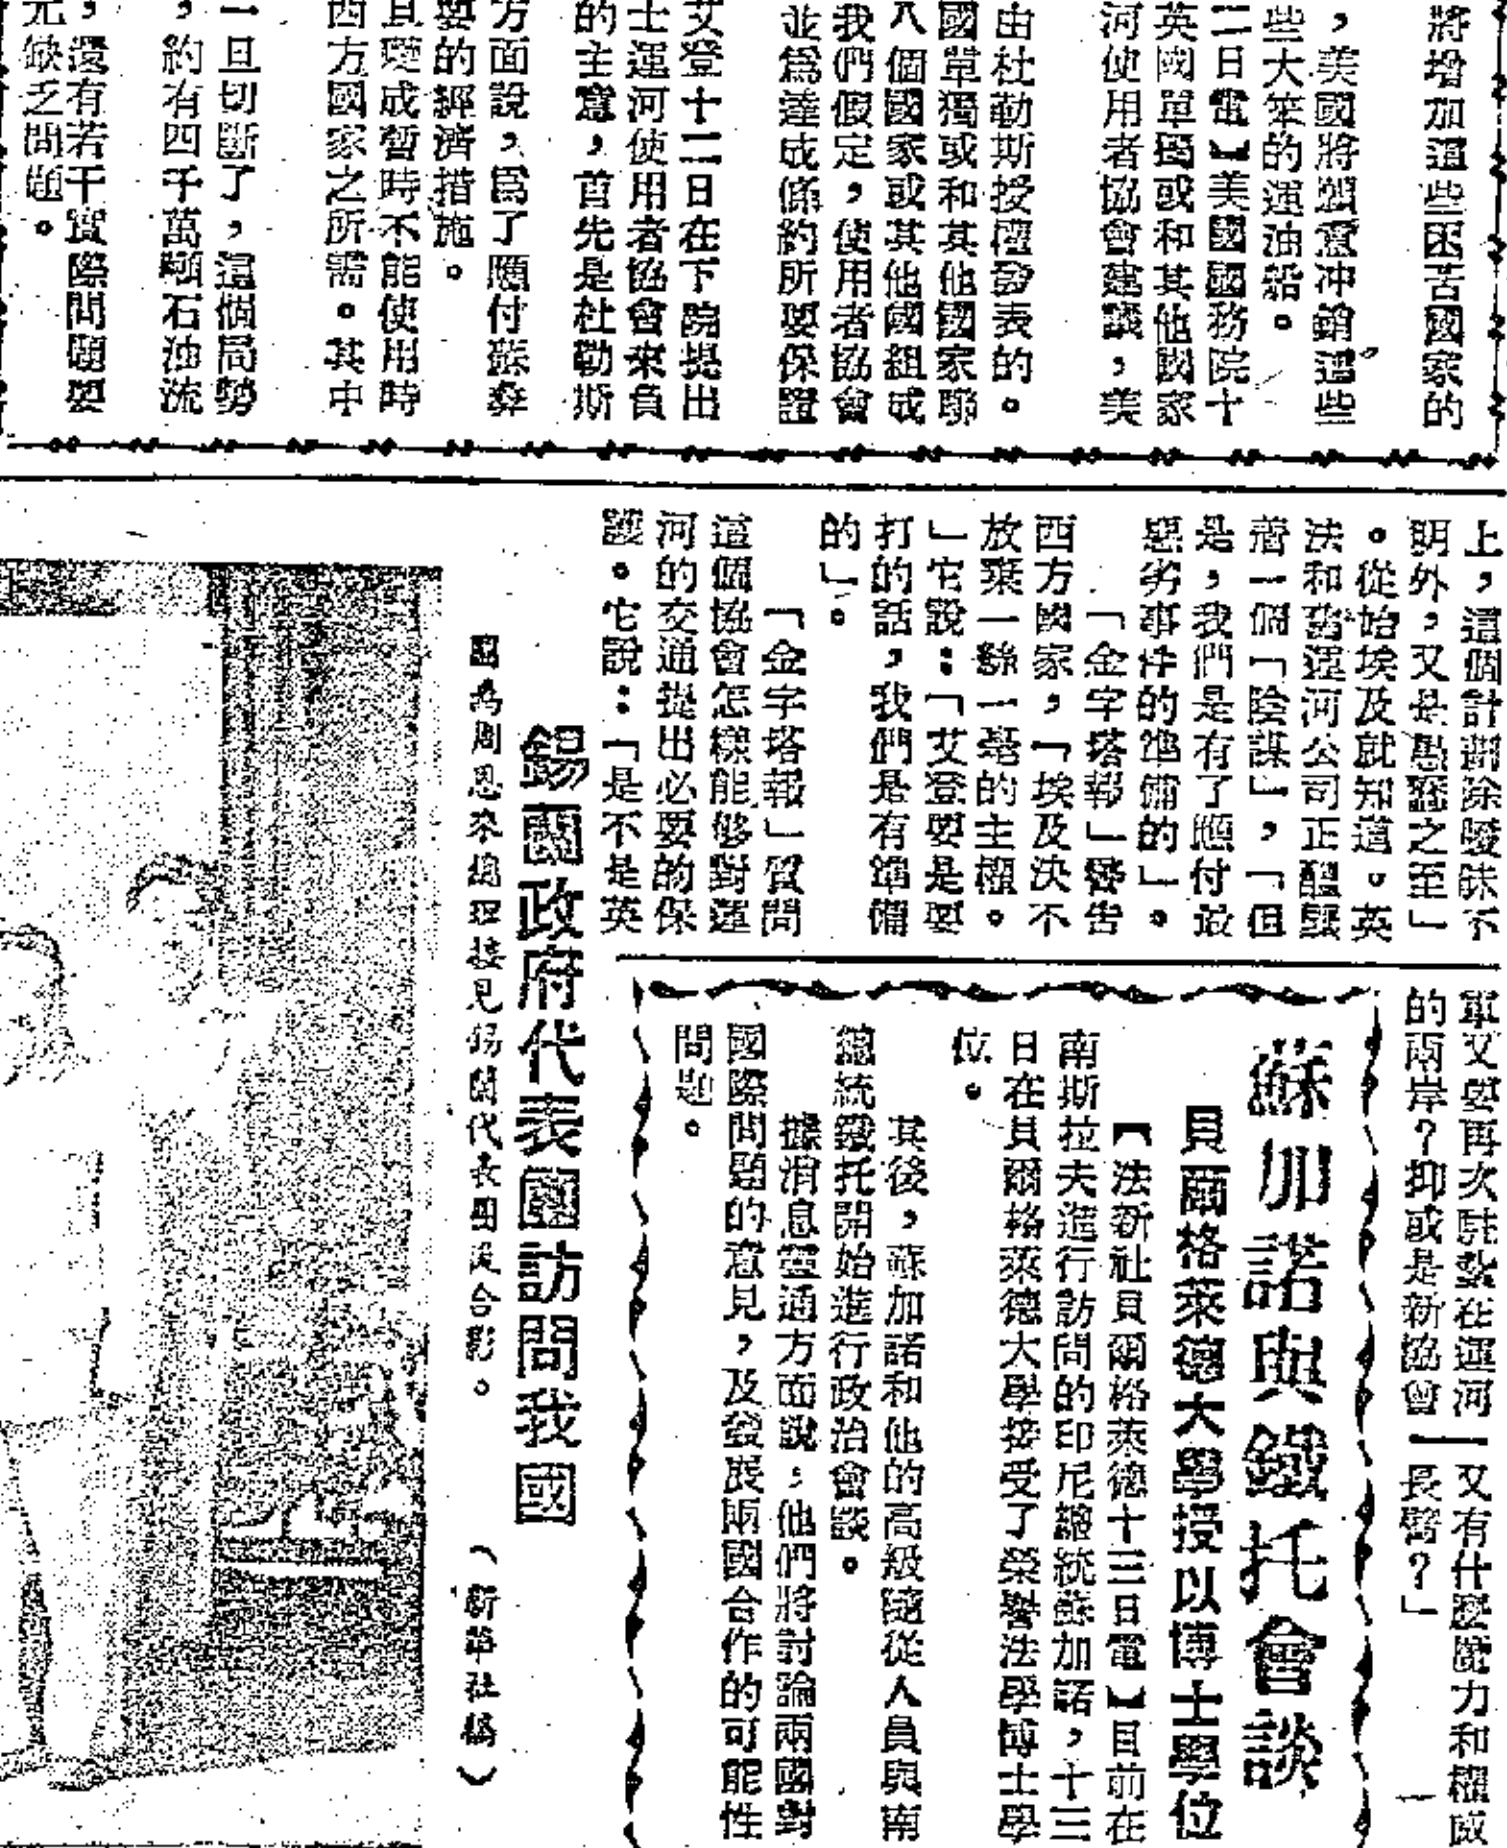 將增加這些困苦國家的
，美國將願意冲銷這些
些大笨的運油船。
二日電】美國國務院十
英國單獨或和其他國家
河使用者協會建議，美
由杜勒斯授權發表的。
國單獨或和其他國家聯
八個國家或其他國組成
我們假定，使用者協會
並爲達成條約所要保證
艾登十二日在下院提出
士運河使用者協會來負
的主意，首先是杜勒斯
方面說，爲了應付蘇彝
要的經濟措施。
且變成暫時不能使用時
西方國家之所需。其中
一旦切斷了，這個局勢
，約有四千萬噸石油流
，還有若干實際問題要
元缺乏問題。
上，這個計劃除曖昧不
明外，又是愚蠢之至」
。從始埃及就知道。英
法和舊運河公司正醞釀
着一個「陰謀」，「但
是，我們是有了應付最
惡劣事件的準備的」。
「金字塔報」警告
西方國家，「埃及決不
放棄一絲一毫的主權。
」它說：「艾登要是要
打的話，我們是有準備
的」。
「金字塔報」質問
這個協會怎樣能够對運
河的交通提出必要的保
護。它說：「是不是英
軍又要再次駐紮在運河
的兩岸？抑或是新協會
又有什麼魔力和權威
長臂？」
蘇加諾與鐵托會談
貝爾格萊德大學授以博士學位
【法新社貝爾格萊德十三日電】目前在
南斯拉夫進行訪問的印尼總統蘇加諾，十三
日在貝爾格萊德大學接受了榮譽法學博士學
位。
其後，蘇加諾和他的高級隨從人員與南
總統鐵托開始進行政治會談。
據消息靈通方面說，他們將討論兩國對
國際問題的意見，及發展兩國合作的可能性
問題。
錫蘭政府代表團訪問我國
圖爲周恩來總理接見錫蘭代表團後合影。
（新華社稿）